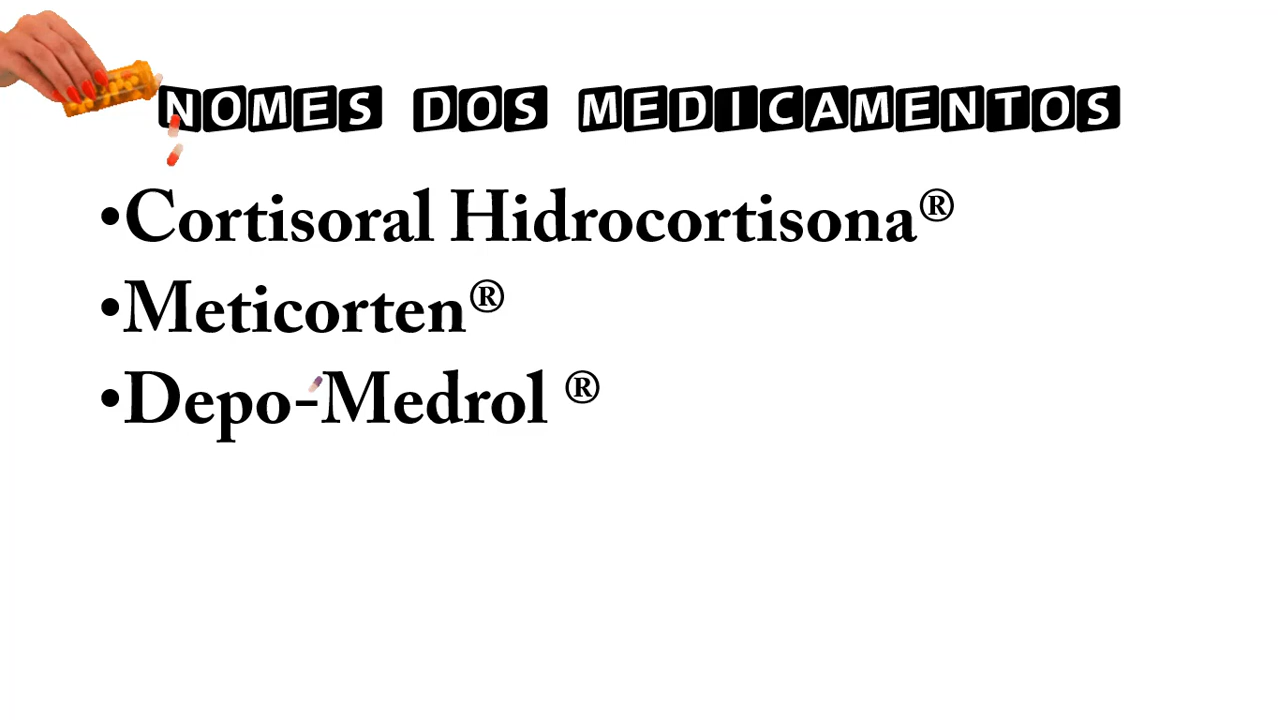 NOMES DOS MEDICAMENTOS
•Cortisoral Hidrocortisona®
•Meticorten®
•Depo-Medrol ®